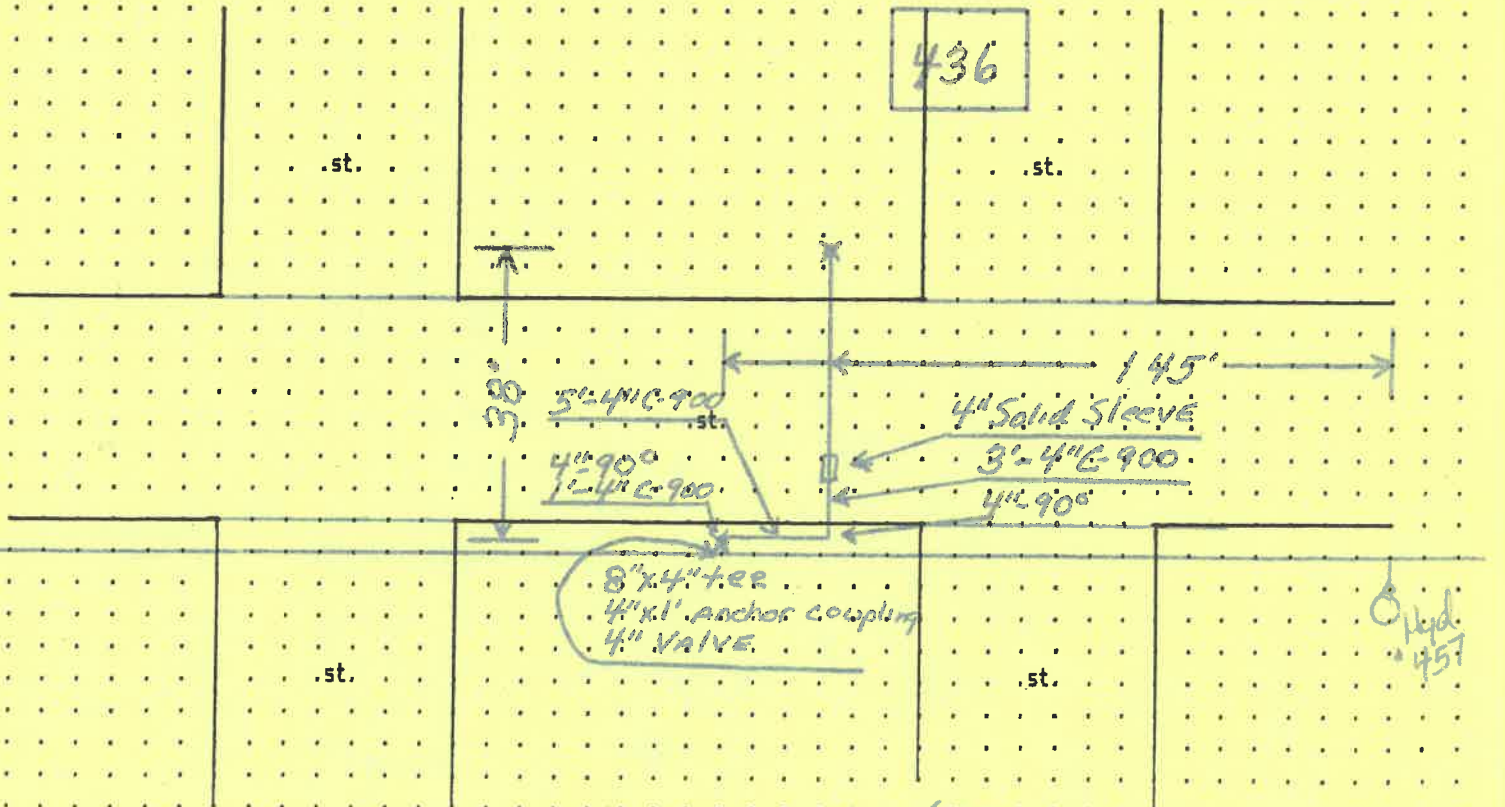 436
.st.
.st.
145'
38'
5'-4" C-900
st.
4"-90°
1'-4" C-900
4" Solid Sleeve
3'-4" C-900
4"-90°
8"x4" tee
4"x1' Anchor coupling
4" VALVE
Hyd
457
.st.
.st.